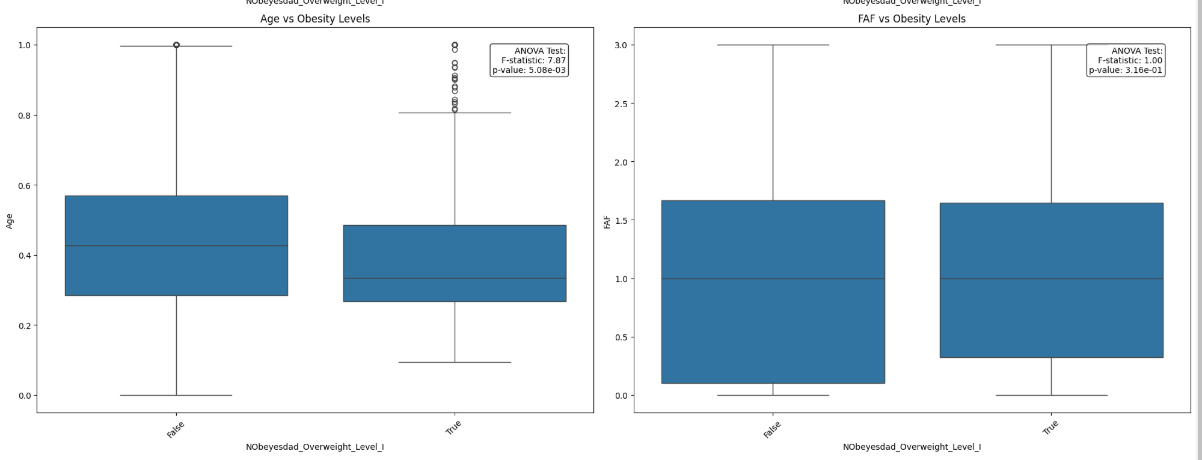 NObeyesdad_Overweight_Level_I
NObeyesdad_Overweight_Level_I
Age vs Obesity Levels
FAF vs Obesity Levels
1.0
0.8
0.6
0.4
0.2
0.0
Age
ANOVA Test:
F-statistic: 7.87
p-value: 5.08e-03
False
True
NObeyesdad_Overweight_Level_I
3.0
2.5
2.0
1.5
1.0
0.5
0.0
FAF
ANOVA Test:
F-statistic: 1.00
p-value: 3.16e-01
False
True
NObeyesdad_Overweight_Level_I